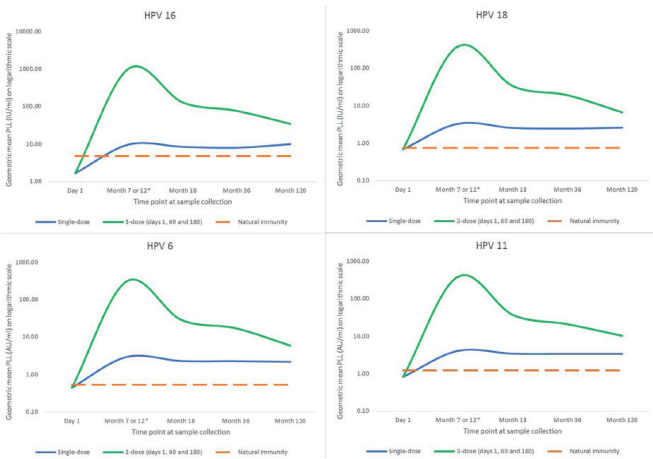 HPV 16
Geometric mean PLL (IU/ml) on logarithmic scale
10000.00
1000.00
100.00
10.00
1.00
Day 1 Month 7 or 12* Month 18 Month 36 Month 120
Time point at sample collection
Single-dose 3-dose (days 1, 60 and 180) Natural immunity
HPV 18
Geometric mean PLL (IU/ml) on logarithmic scale
1000.00
100.00
10.00
1.00
0.10
Day 1 Month 7 or 12* Month 18 Month 36 Month 120
Time point at sample collection
Single-dose 3-dose (days 1, 60 and 180) Natural immunity
HPV 6
Geometric mean PLL (AU/ml) on logarithmic scale
1000.00
100.00
10.00
1.00
0.10
Day 1 Month 7 or 12* Month 18 Month 36 Month 120
Time point at sample collection
Single-dose 3-dose (days 1, 60 and 180) Natural immunity
HPV 11
Geometric mean PLL (AU/ml) on logarithmic scale
1000.00
100.00
10.00
1.00
0.10
Day 1 Month 7 or 12* Month 18 Month 36 Month 120
Time point at sample collection
Single-dose 3-dose (days 1, 60 and 180) Natural immunity